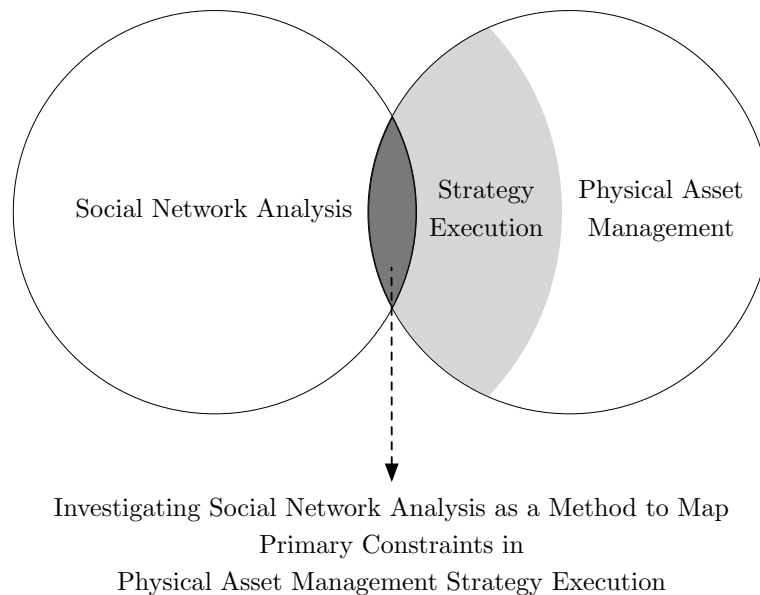 Social Network Analysis
Strategy
Execution
Physical Asset
Management
Investigating Social Network Analysis as a Method to Map
Primary Constraints in
Physical Asset Management Strategy Execution